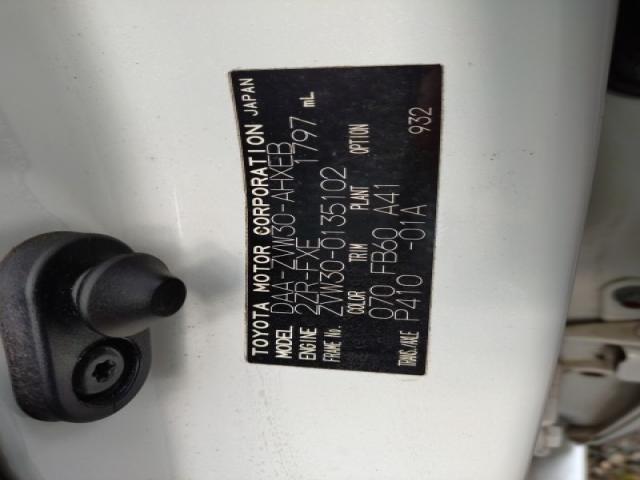 TOYOTA MOTOR CORPORATION JAPAN
MODEL DAA-ZVW30-AHXEB
ENGINE 2ZR-FXE 1797 mL
FRAME No. ZVW30-0135102
COLOR TRIM PLANT OPTION
070 FB60 A41
TRANS/AXLE P410 -01A 932